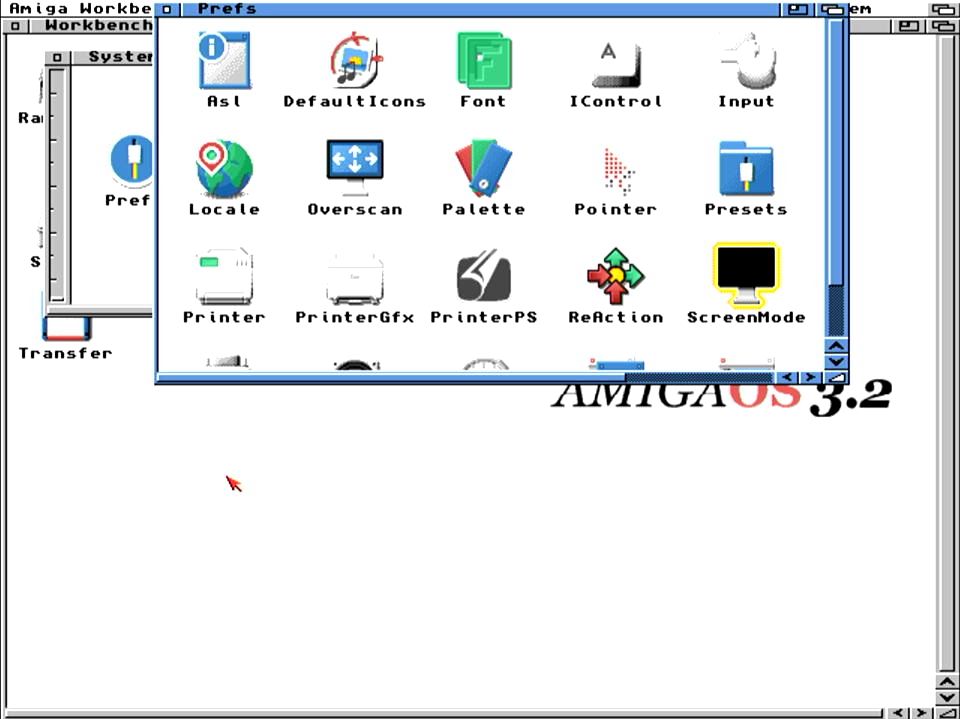 Amiga Workbe
em
Prefs
Workbench
System
Asl
DefaultIcons
Font
IControl
Input
Locale
Overscan
Palette
Pointer
Presets
Printer
PrinterGfx
PrinterPS
ReAction
ScreenMode
Ra
Pref
S
Transfer
AMIGAOS 3.2